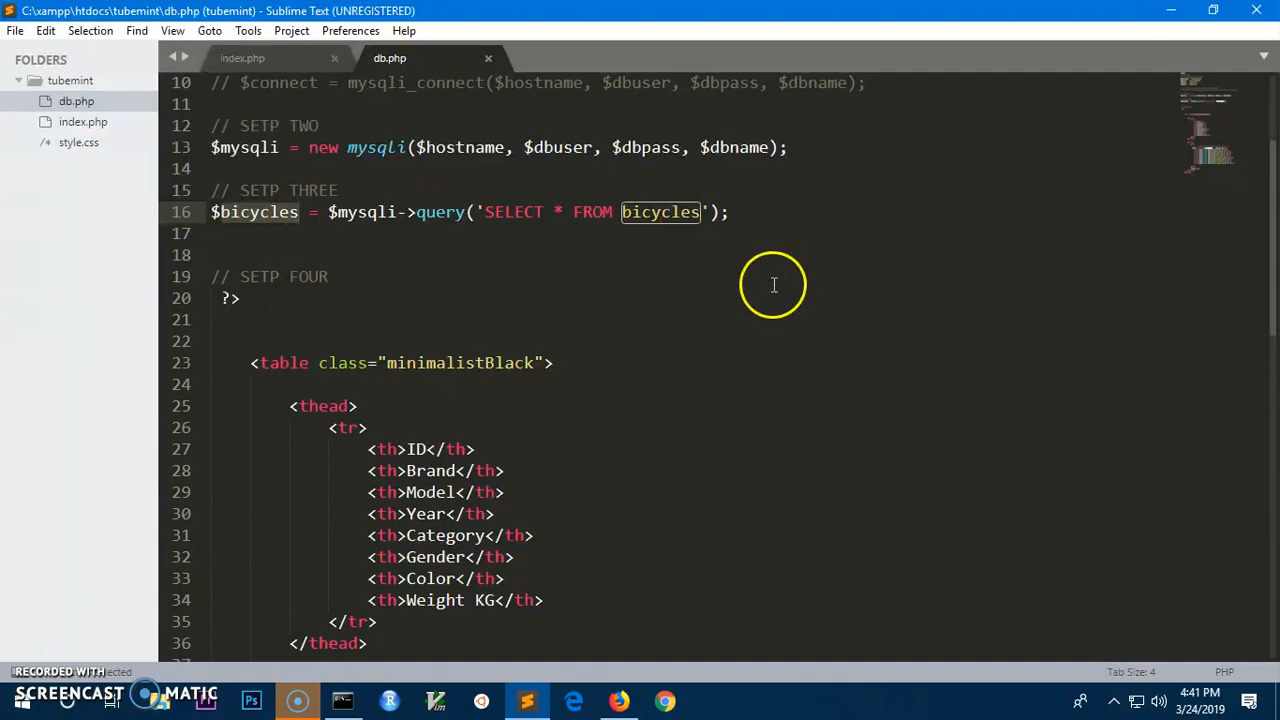 C:\xampp\htdocs\tubemint\db.php (tubemint) - Sublime Text (UNREGISTERED)
File Edit Selection Find View Goto Tools Project Preferences Help
FOLDERS
tubemint
db.php
index.php
style.css
index.php
db.php
10 // $connect = mysqli_connect($hostname, $dbuser, $dbpass, $dbname);
11
12 // SETP TWO
13 $mysqli = new mysqli($hostname, $dbuser, $dbpass, $dbname);
14
15 // SETP THREE
16 $bicycles = $mysqli->query('SELECT * FROM bicycles');
17
18
19 // SETP FOUR
20 ?>
21
22
23 <table class="minimalistBlack">
24
25 <thead>
26 <tr>
27 <th>ID</th>
28 <th>Brand</th>
29 <th>Model</th>
30 <th>Year</th>
31 <th>Category</th>
32 <th>Gender</th>
33 <th>Color</th>
34 <th>Weight KG</th>
35 </tr>
36 </thead>
Tab Size: 4
PHP
RECORDED WITH
SCREENCAST MATIC
Ps
R
4:41 PM
3/24/2019